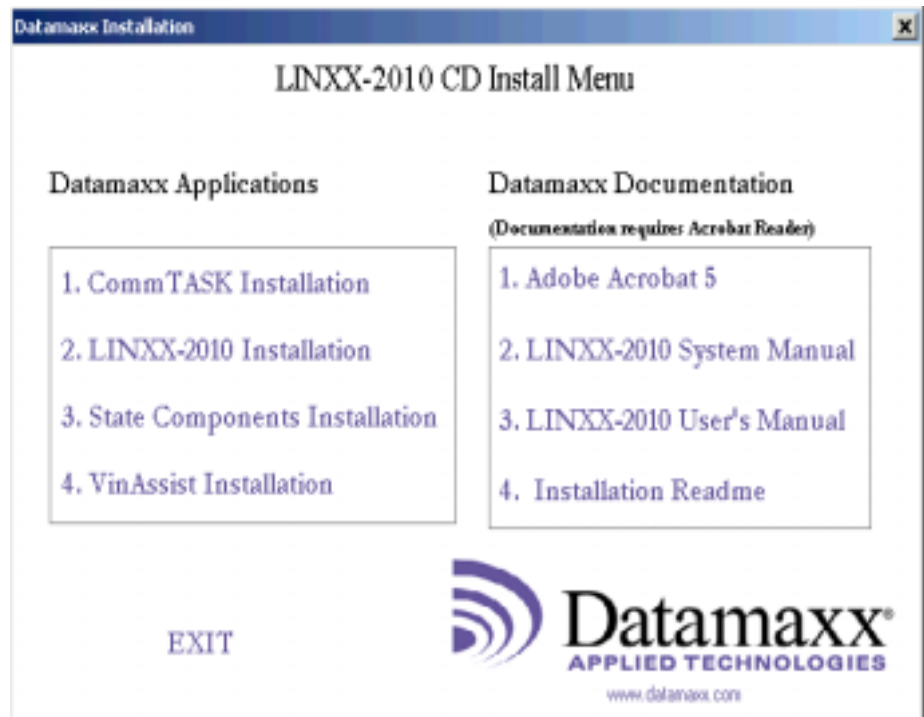 Datamaxx Installation
LINXX-2010 CD Install Menu
Datamaxx Applications
1. CommTASK Installation
2. LINXX-2010 Installation
3. State Components Installation
4. VinAssist Installation
EXIT
Datamaxx Documentation
(Documentation requires Acrobat Reader)
1. Adobe Acrobat 5
2. LINXX-2010 System Manual
3. LINXX-2010 User's Manual
4. Installation Readme
Datamaxx®
APPLIED TECHNOLOGIES
www.datamaxx.com